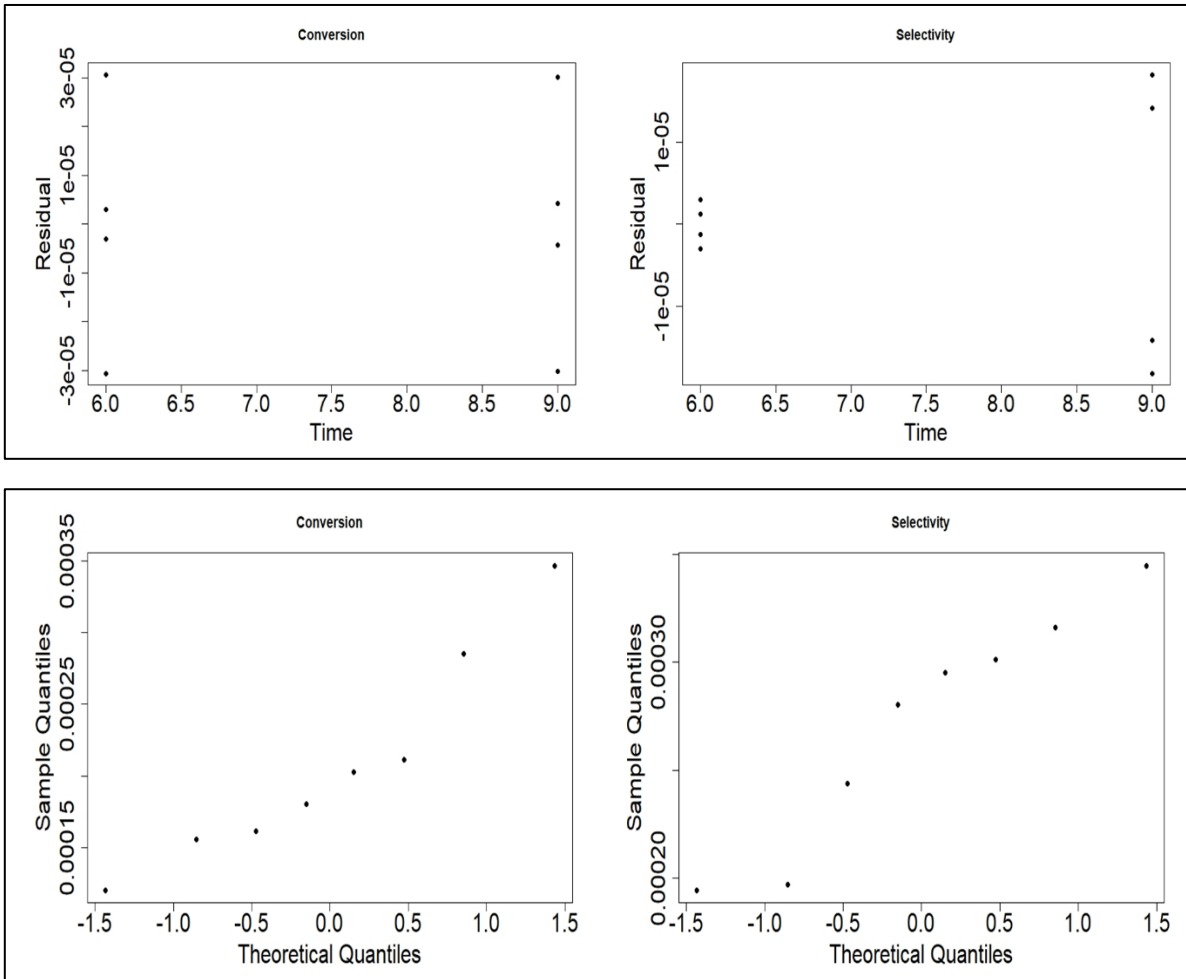 Conversion
Residual
3e-05
1e-05
-1e-05
-3e-05
6.0 6.5 7.0 7.5 8.0 8.5 9.0
Time
Selectivity
Residual
1e-05
-1e-05
6.0 6.5 7.0 7.5 8.0 8.5 9.0
Time
Conversion
Sample Quantiles
0.00035
0.00025
0.00015
-1.5 -1.0 -0.5 0.0 0.5 1.0 1.5
Theoretical Quantiles
Selectivity
Sample Quantiles
0.00030
0.00020
-1.5 -1.0 -0.5 0.0 0.5 1.0 1.5
Theoretical Quantiles